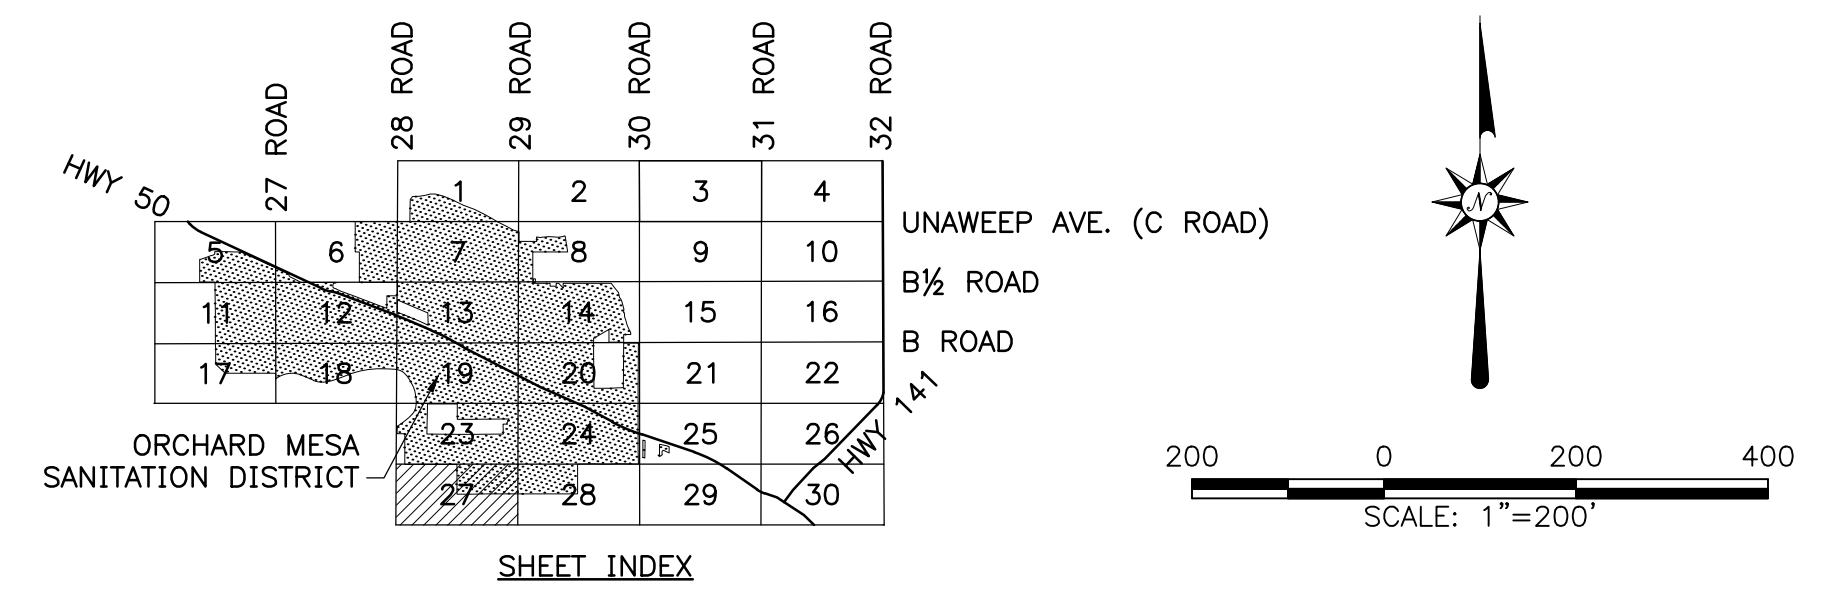 28 ROAD
29 ROAD
30 ROAD
31 ROAD
32 ROAD
27 ROAD
HWY 50
1 2 3 4
UNAWEEP AVE. (C ROAD)
5 6 7 8 9 10
B½ ROAD
11 12 13 14 15 16
B ROAD
17 18 19 20 21 22
HWY 141
23 24 25 26
ORCHARD MESA
SANITATION DISTRICT
27 28 29 30
SHEET INDEX
N
200 0 200 400
SCALE: 1"=200'